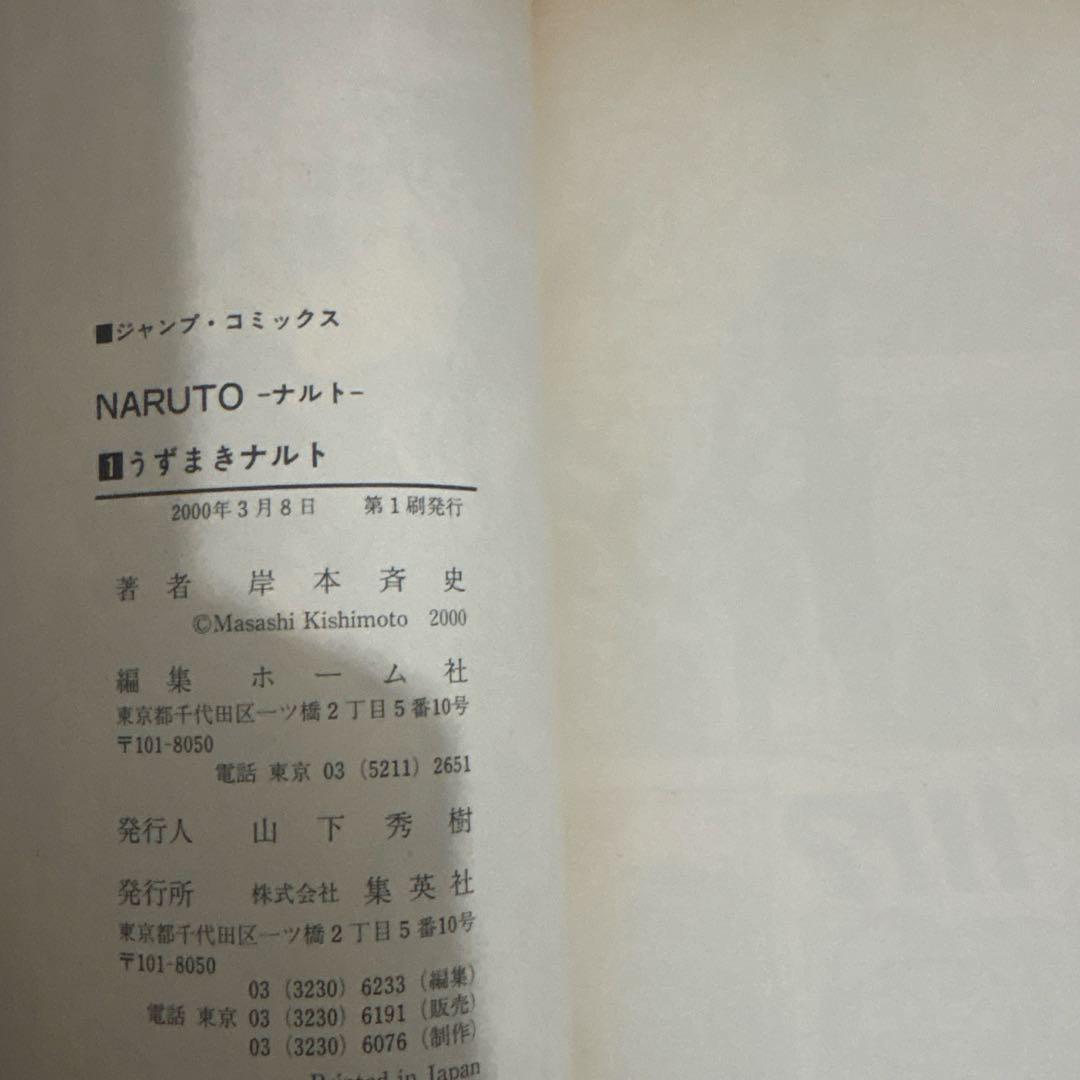 ■ジャンプ・コミックス
NARUTO -ナルト-
1うずまきナルト
2000年3月8日 第1刷発行
著者 岸本斉史
©Masashi Kishimoto 2000
編集 ホーム社
東京都千代田区一ツ橋2丁目5番10号
〒101-8050
電話 東京 03 (5211) 2651
発行人 山下秀樹
発行所 株式会社 集英社
東京都千代田区一ツ橋2丁目5番10号
〒101-8050
03 (3230) 6233 (編集)
電話 東京 03 (3230) 6191 (販売)
03 (3230) 6076 (制作)
Printed in Japan